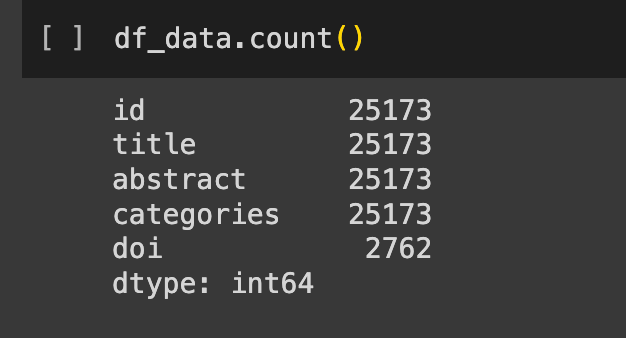 [ ] df_data.count()
id 25173
title 25173
abstract 25173
categories 25173
doi 2762
dtype: int64